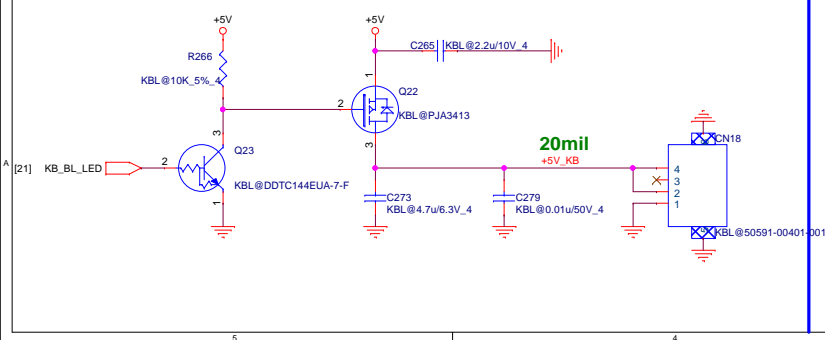 +5V
+5V
R266
KBL@10K_5%_4
C265
KBL@2.2u/10V_4
1
Q22
2
KBL@PJA3413
3
3
Q23
20mil
+5V_KB
CN18
A
[21]
KB_BL_LED
2
KBL@DDTC144EUA-7-F
1
C273
KBL@4.7u/6.3V_4
C279
KBL@0.01u/50V_4
4
3
2
1
KBL@50591-00401-001
5
4